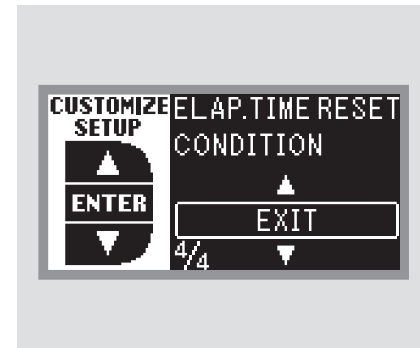 CUSTOMIZE
SETUP
ENTER
ELAP.TIME RESET
CONDITION
EXIT
4/4